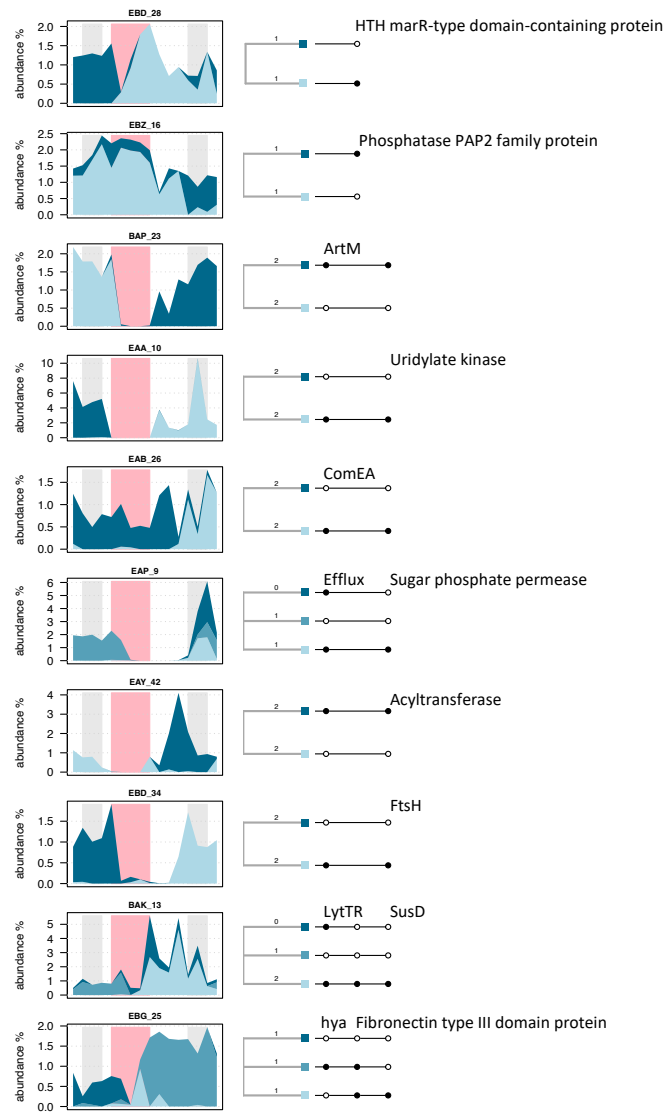 EBD_28
HTH marR-type domain-containing protein
abundance %
2.0
1.5
1.0
0.5
0.0
1
1
EBZ_16
Phosphatase PAP2 family protein
abundance %
2.5
2.0
1.5
1.0
0.5
0.0
1
1
BAP_23
ArtM
abundance %
2.0
1.5
1.0
0.5
0.0
2
2
EAA_10
Uridylate kinase
abundance %
10
8
6
4
2
0
2
2
EAB_26
ComEA
abundance %
1.5
1.0
0.5
0.0
2
2
EAP_9
Efflux Sugar phosphate permease
abundance %
6
5
4
3
2
1
0
0
1
1
EAY_42
Acyltransferase
abundance %
4
3
2
1
0
2
2
EBD_34
FtsH
abundance %
1.5
1.0
0.5
0.0
2
2
BAK_13
LytTR SusD
abundance %
5
4
3
2
1
0
0
1
2
EBG_25
hya Fibronectin type III domain protein
abundance %
2.0
1.5
1.0
0.5
0.0
1
1
1